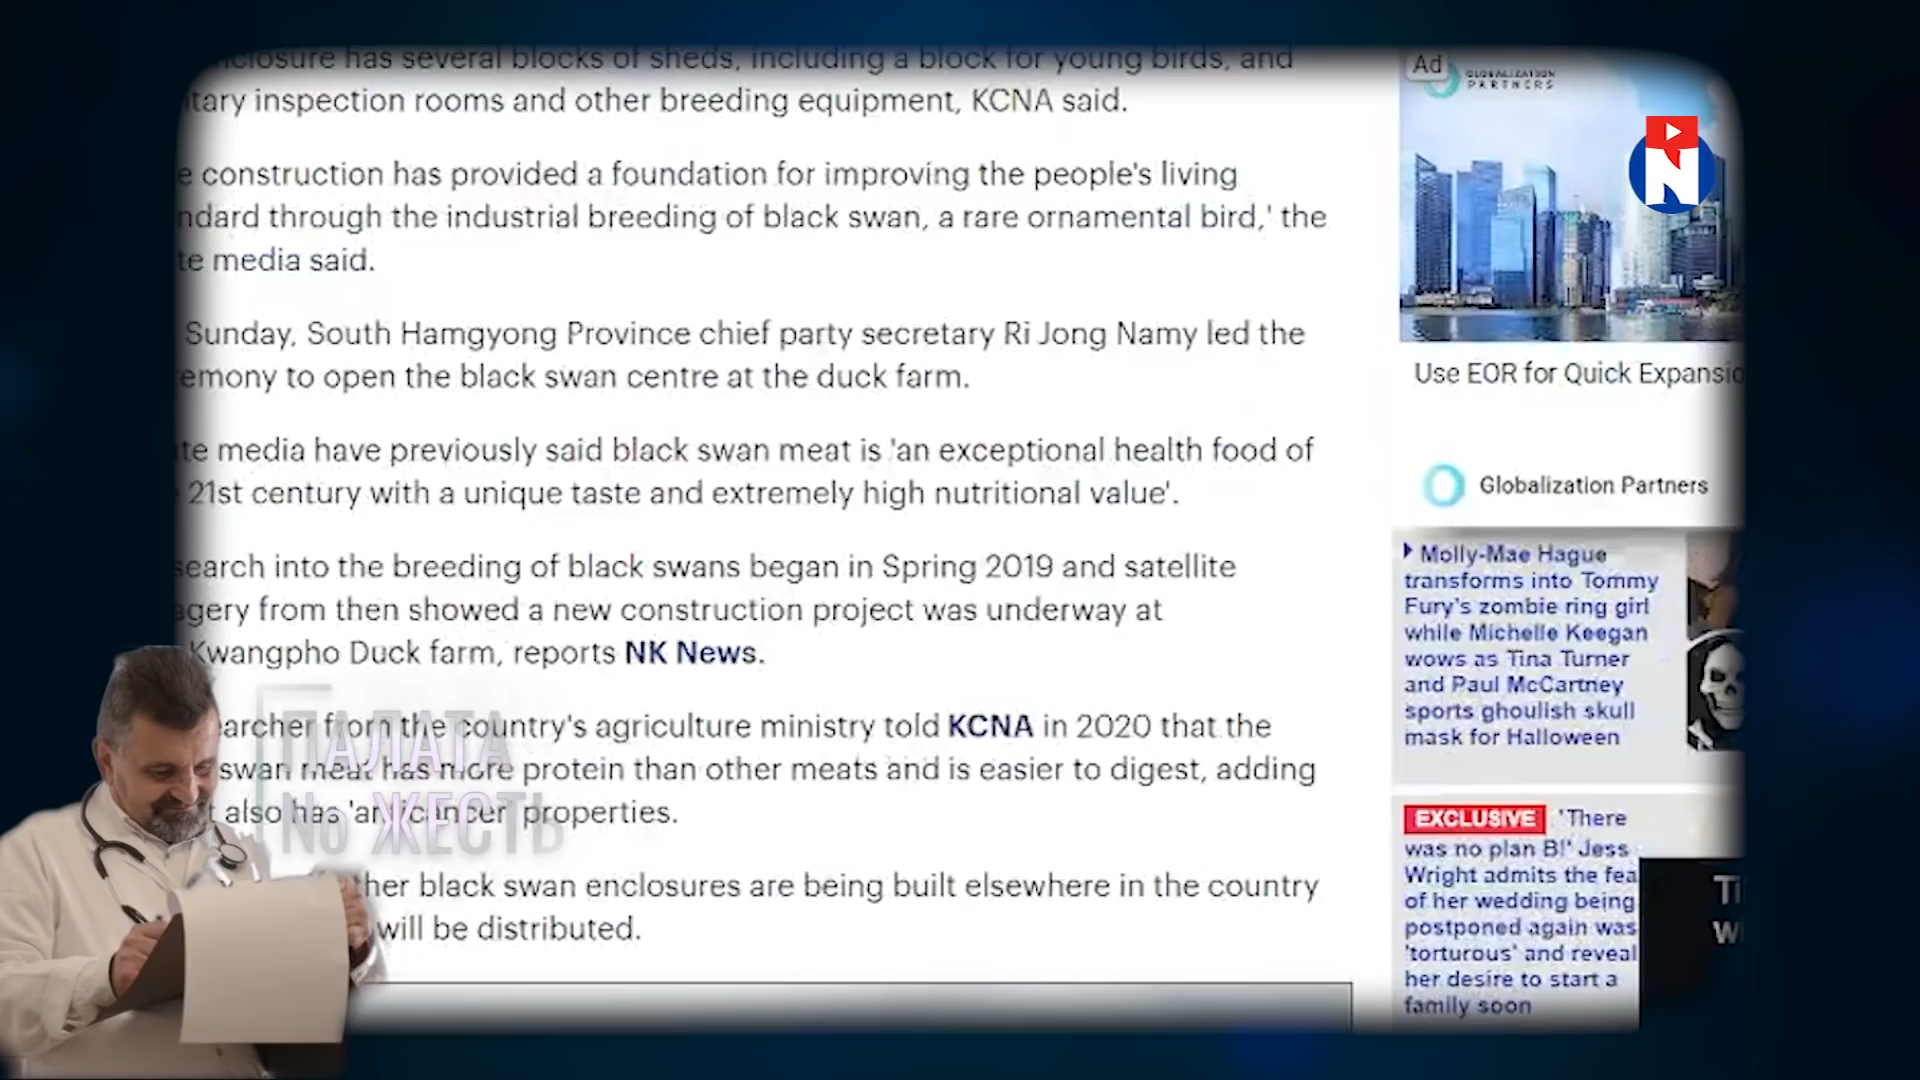 closure has several blocks of sheds, including a block for young birds, and
itary inspection rooms and other breeding equipment, KCNA said.
e construction has provided a foundation for improving the people's living
ndard through the industrial breeding of black swan, a rare ornamental bird,' the
te media said.
Sunday, South Hamgyong Province chief party secretary Ri Jong Namy led the
emony to open the black swan centre at the duck farm.
te media have previously said black swan meat is 'an exceptional health food of
21st century with a unique taste and extremely high nutritional value'.
search into the breeding of black swans began in Spring 2019 and satellite
agery from then showed a new construction project was underway at
Kwangpho Duck farm, reports NK News.
archer from the country's agriculture ministry told KCNA in 2020 that the
swan meat has more protein than other meats and is easier to digest, adding
t also has 'anticancer' properties.
ther black swan enclosures are being built elsewhere in the country
will be distributed.
ПАЛАТА
№ ЖЕСТЬ
Ad
GLOBALIZATION
PARTNERS
N
Use EOR for Quick Expansio
Globalization Partners
Molly-Mae Hague
transforms into Tommy
Fury's zombie ring girl
while Michelle Keegan
wows as Tina Turner
and Paul McCartney
sports ghoulish skull
mask for Halloween
EXCLUSIVE 'There
was no plan B!' Jess
Wright admits the fea
of her wedding being
postponed again was
'torturous' and reveal
her desire to start a
family soon